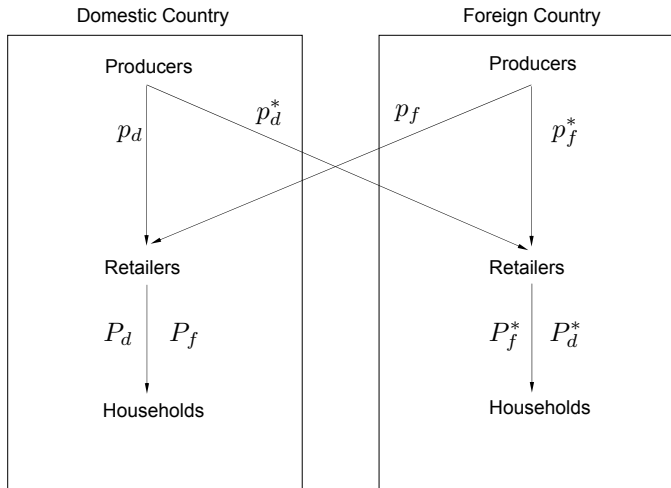 Domestic Country
Foreign Country
Producers
Producers
p_d
p_d^*
p_f
p_f^*
Retailers
Retailers
P_d P_f
P_f^* P_d^*
Households
Households